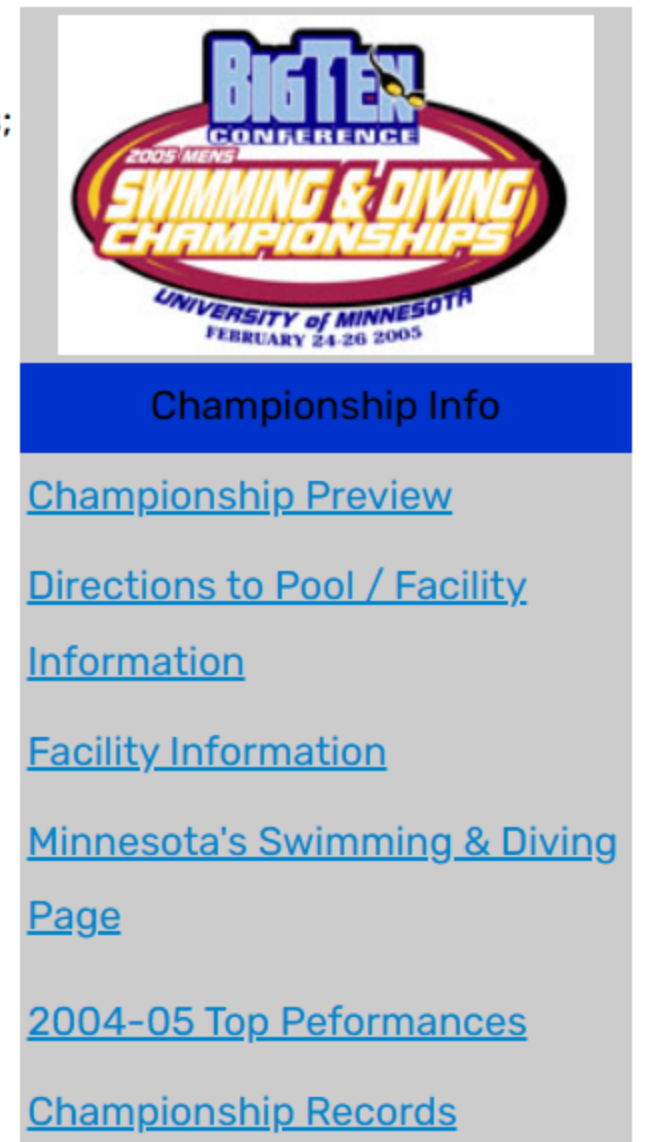 ;
BIG TEN
CONFERENCE
2005 MENS
SWIMMING & DIVING
CHAMPIONSHIPS
UNIVERSITY of MINNESOTA
FEBRUARY 24-26 2005
Championship Info
Championship Preview
Directions to Pool / Facility
Information
Facility Information
Minnesota's Swimming & Diving
Page
2004-05 Top Peformances
Championship Records